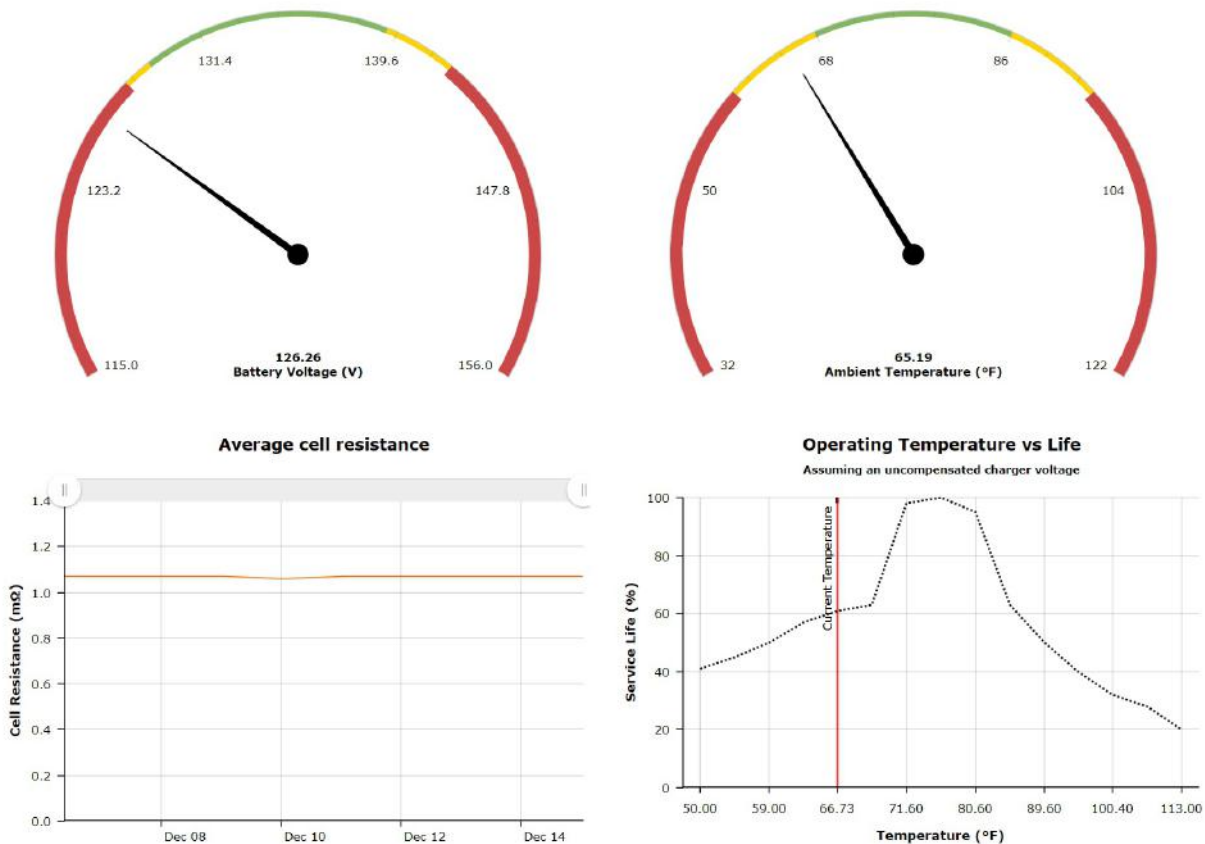 131.4
139.6
123.2
147.8
115.0
156.0
126.26
Battery Voltage (V)
68
86
50
104
32
122
65.19
Ambient Temperature (°F)
Average cell resistance
1.4
1.2
1.0
0.8
0.6
0.4
0.2
0.0
Cell Resistance (mΩ)
Dec 08
Dec 10
Dec 12
Dec 14
Operating Temperature vs Life
Assuming an uncompensated charger voltage
100
80
60
40
20
0
Service Life (%)
Current Temperature
50.00
59.00
66.73
71.60
80.60
89.60
100.40
113.00
Temperature (°F)